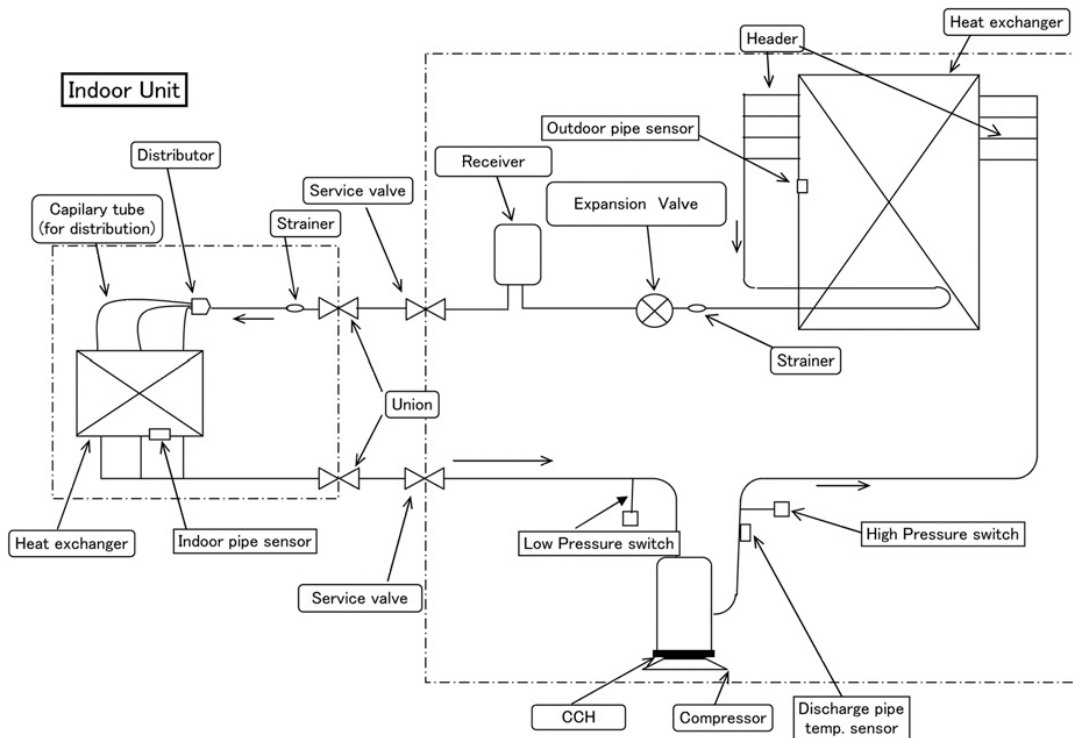 Heat exchanger
Header
Indoor Unit
Outdoor pipe sensor
Distributor
Receiver
Service valve
Expansion Valve
Capilary tube
(for distribution)
Strainer
Strainer
Union
Heat exchanger
Indoor pipe sensor
Low Pressure switch
High Pressure switch
Service valve
CCH
Compressor
Discharge pipe
temp. sensor